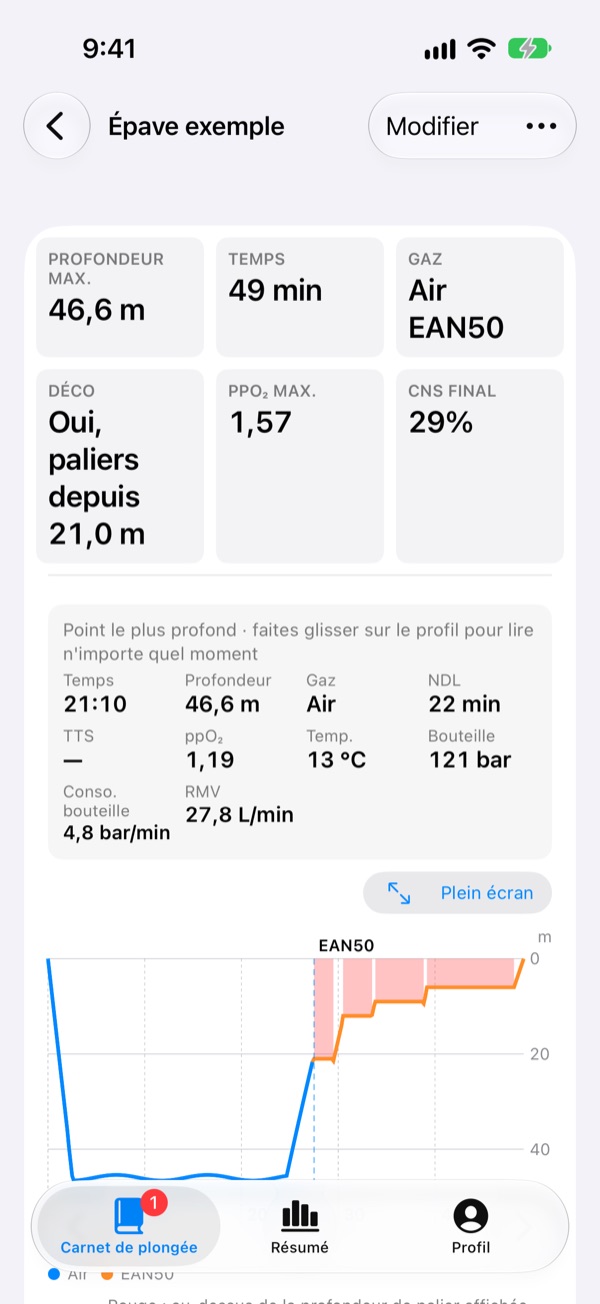 9:41
Épave exemple
Modifier
PROFONDEUR MAX.
46,6 m
TEMPS
49 min
GAZ
Air
EAN50
DÉCO
Oui,
paliers
depuis
21,0 m
PPO₂ MAX.
1,57
CNS FINAL
29%
Point le plus profond · faites glisser sur le profil pour lire
n'importe quel moment
Temps
21:10
Profondeur
46,6 m
Gaz
Air
NDL
22 min
TTS
—
ppO₂
1,19
Temp.
13 °C
Bouteille
121 bar
Conso.
bouteille
4,8 bar/min
RMV
27,8 L/min
Plein écran
EAN50
m
0
20
40
1
Carnet de plongée
Résumé
Profil
Air
EAN50